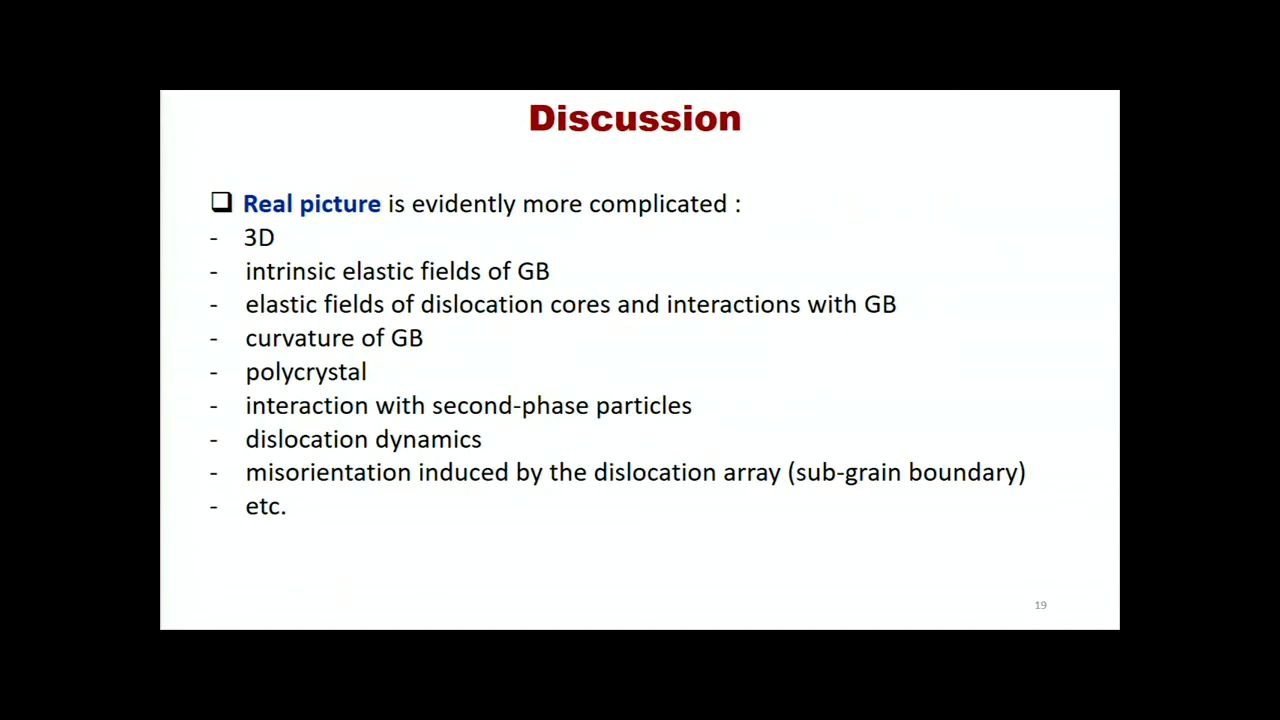 Discussion
❑ Real picture is evidently more complicated :
- 3D
- intrinsic elastic fields of GB
- elastic fields of dislocation cores and interactions with GB
- curvature of GB
- polycrystal
- interaction with second-phase particles
- dislocation dynamics
- misorientation induced by the dislocation array (sub-grain boundary)
- etc.
19